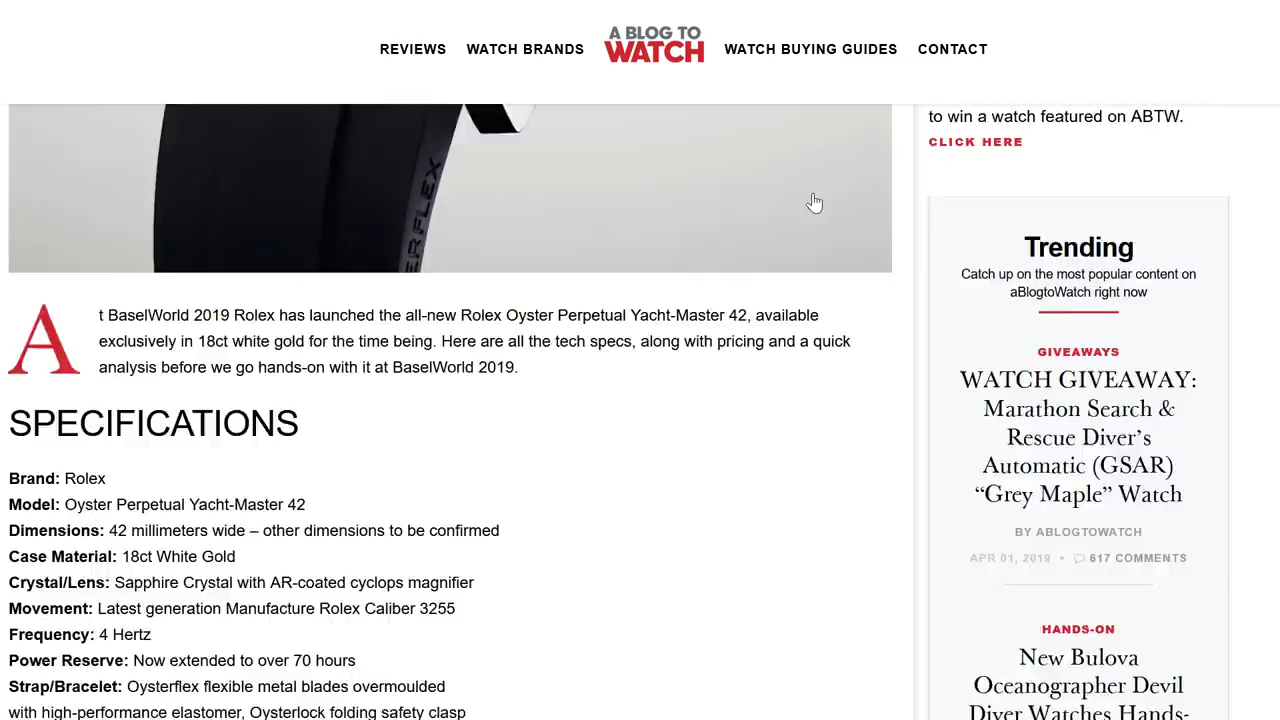 REVIEWS WATCH BRANDS A BLOG TO WATCH WATCH BUYING GUIDES CONTACT
ERFLEX
At BaselWorld 2019 Rolex has launched the all-new Rolex Oyster Perpetual Yacht-Master 42, available
exclusively in 18ct white gold for the time being. Here are all the tech specs, along with pricing and a quick
analysis before we go hands-on with it at BaselWorld 2019.
SPECIFICATIONS
Brand: Rolex
Model: Oyster Perpetual Yacht-Master 42
Dimensions: 42 millimeters wide – other dimensions to be confirmed
Case Material: 18ct White Gold
Crystal/Lens: Sapphire Crystal with AR-coated cyclops magnifier
Movement: Latest generation Manufacture Rolex Caliber 3255
Frequency: 4 Hertz
Power Reserve: Now extended to over 70 hours
Strap/Bracelet: Oysterflex flexible metal blades overmoulded
with high-performance elastomer, Oysterlock folding safety clasp
to win a watch featured on ABTW.
CLICK HERE
Trending
Catch up on the most popular content on
aBlogtoWatch right now
GIVEAWAYS
WATCH GIVEAWAY:
Marathon Search &
Rescue Diver’s
Automatic (GSAR)
“Grey Maple” Watch
BY ABLOGTOWATCH
APR 01, 2019 • 617 COMMENTS
HANDS-ON
New Bulova
Oceanographer Devil
Diver Watches Hands-